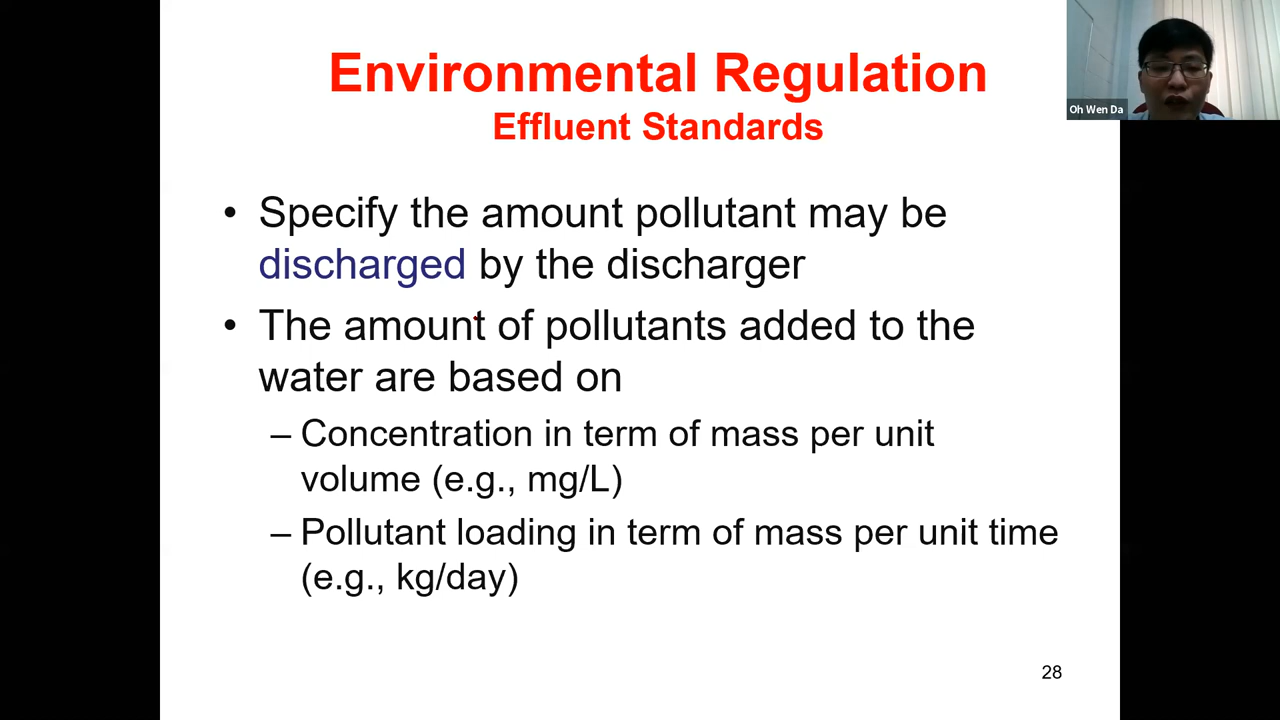 Environmental Regulation
Effluent Standards
Oh Wen Da
• Specify the amount pollutant may be
discharged by the discharger
• The amount of pollutants added to the
water are based on
– Concentration in term of mass per unit
volume (e.g., mg/L)
– Pollutant loading in term of mass per unit time
(e.g., kg/day)
28